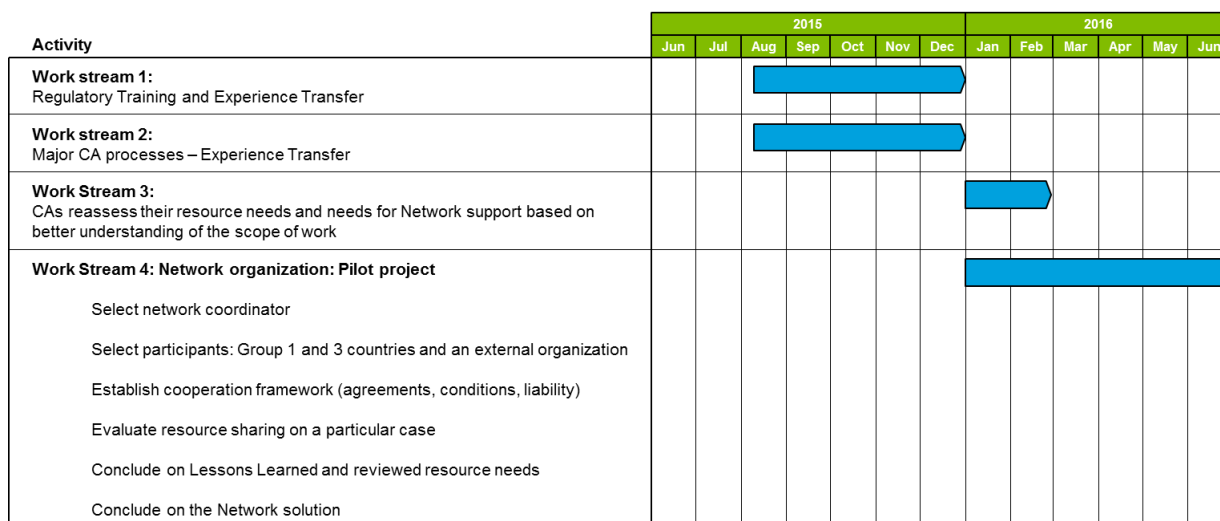 2015 2016
Activity Jun Jul Aug Sep Oct Nov Dec Jan Feb Mar Apr May Jun
Work stream 1:
Regulatory Training and Experience Transfer
Work stream 2:
Major CA processes – Experience Transfer
Work Stream 3:
CAs reassess their resource needs and needs for Network support based on
better understanding of the scope of work
Work Stream 4: Network organization: Pilot project
Select network coordinator
Select participants: Group 1 and 3 countries and an external organization
Establish cooperation framework (agreements, conditions, liability)
Evaluate resource sharing on a particular case
Conclude on Lessons Learned and reviewed resource needs
Conclude on the Network solution